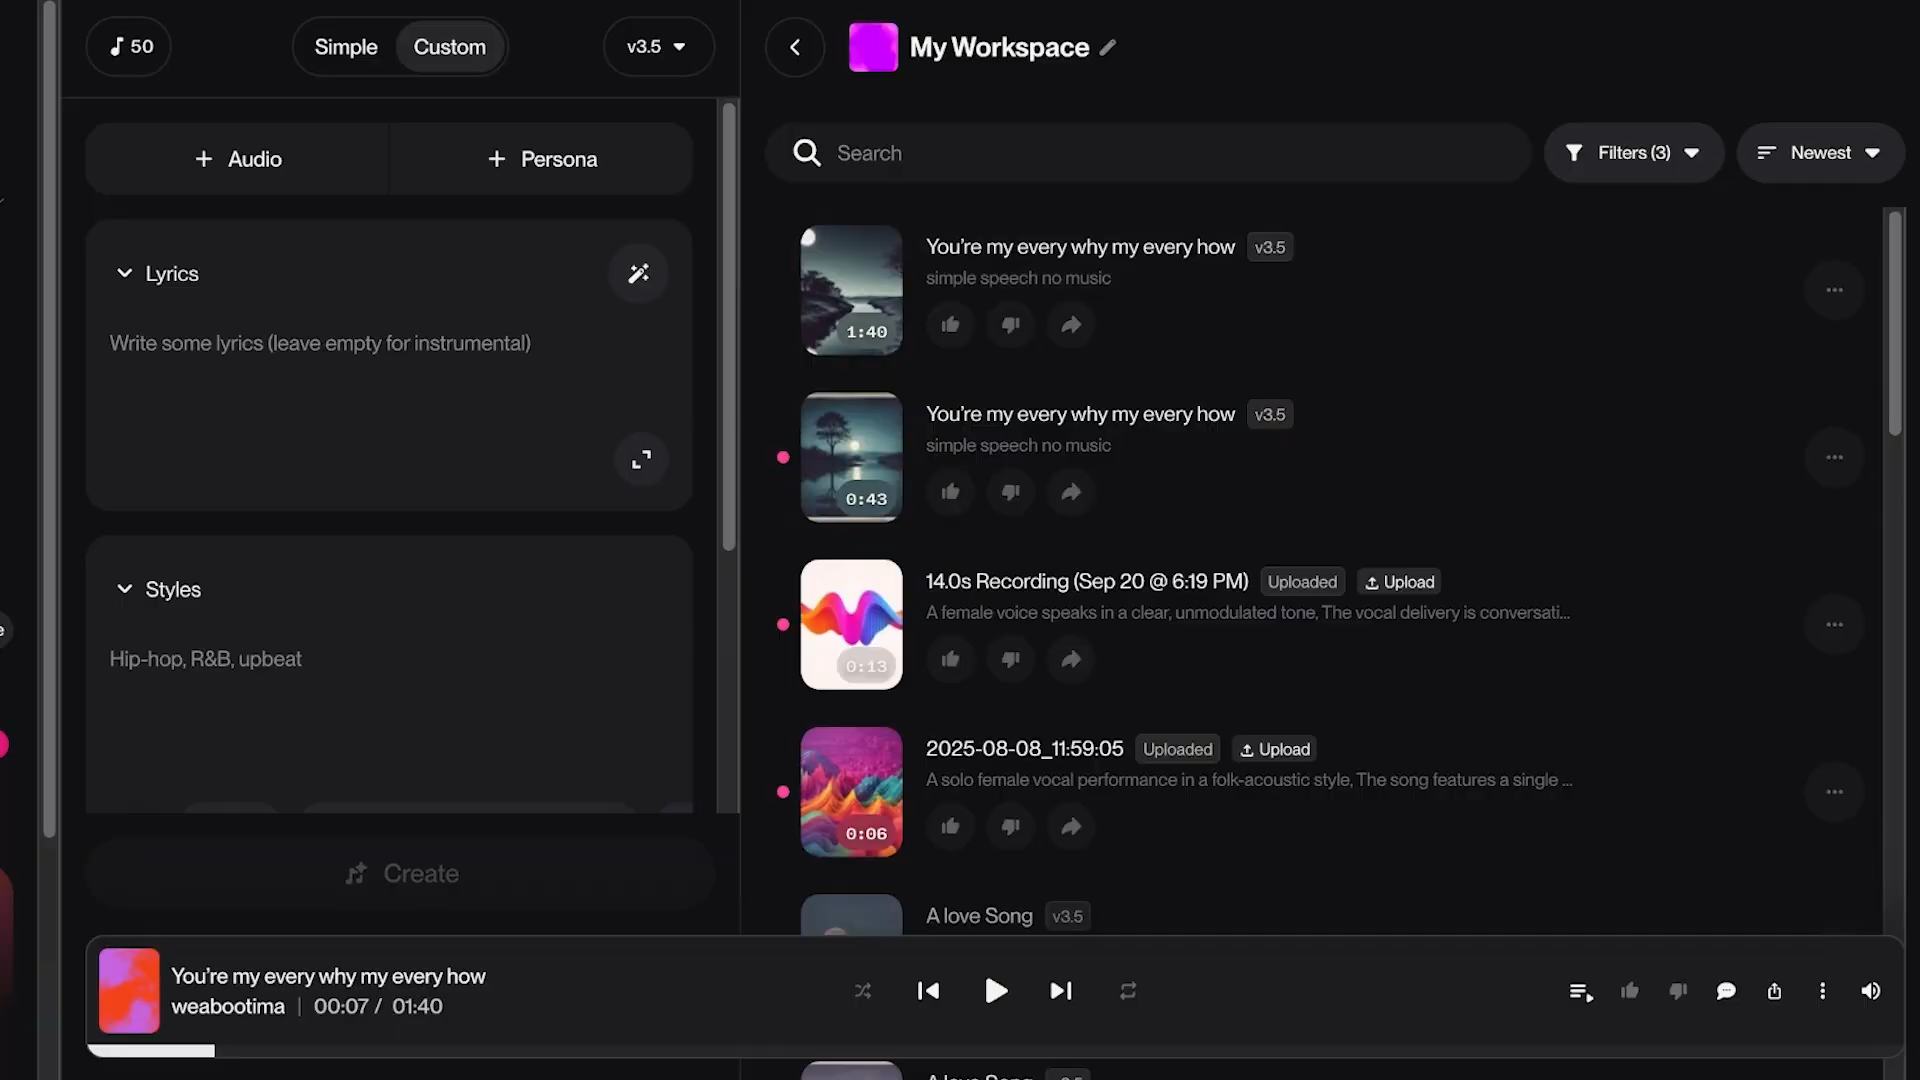 50
Simple
Custom
v3.5
My Workspace
+ Audio
+ Persona
Search
Filters (3)
Newest
Lyrics
Write some lyrics (leave empty for instrumental)
Styles
Hip-hop, R&B, upbeat
Create
You're my every why my every how v3.5
simple speech no music
1:40
You're my every why my every how v3.5
simple speech no music
0:43
14.0s Recording (Sep 20 @ 6:19 PM) Uploaded Upload
A female voice speaks in a clear, unmodulated tone, The vocal delivery is conversati...
0:13
2025-08-08_11:59:05 Uploaded Upload
A solo female vocal performance in a folk-acoustic style, The song features a single ...
0:06
A love Song v3.5
You're my every why my every how
weabootima | 00:07 / 01:40